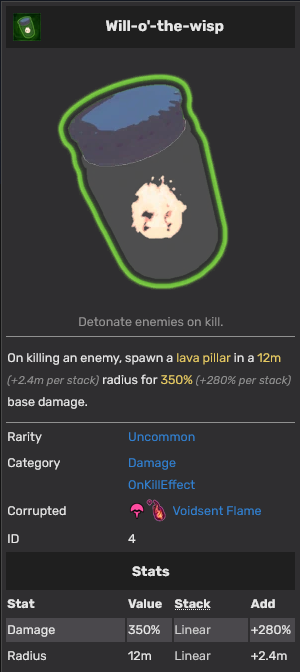 Will-o'-the-wisp
Detonate enemies on kill.
On killing an enemy, spawn a lava pillar in a 12m
(+2.4m per stack) radius for 350% (+280% per stack)
base damage.
Rarity Uncommon
Category Damage
OnKillEffect
Corrupted Voidsent Flame
ID 4
Stats
Stat Value Stack Add
Damage 350% Linear +280%
Radius 12m Linear +2.4m